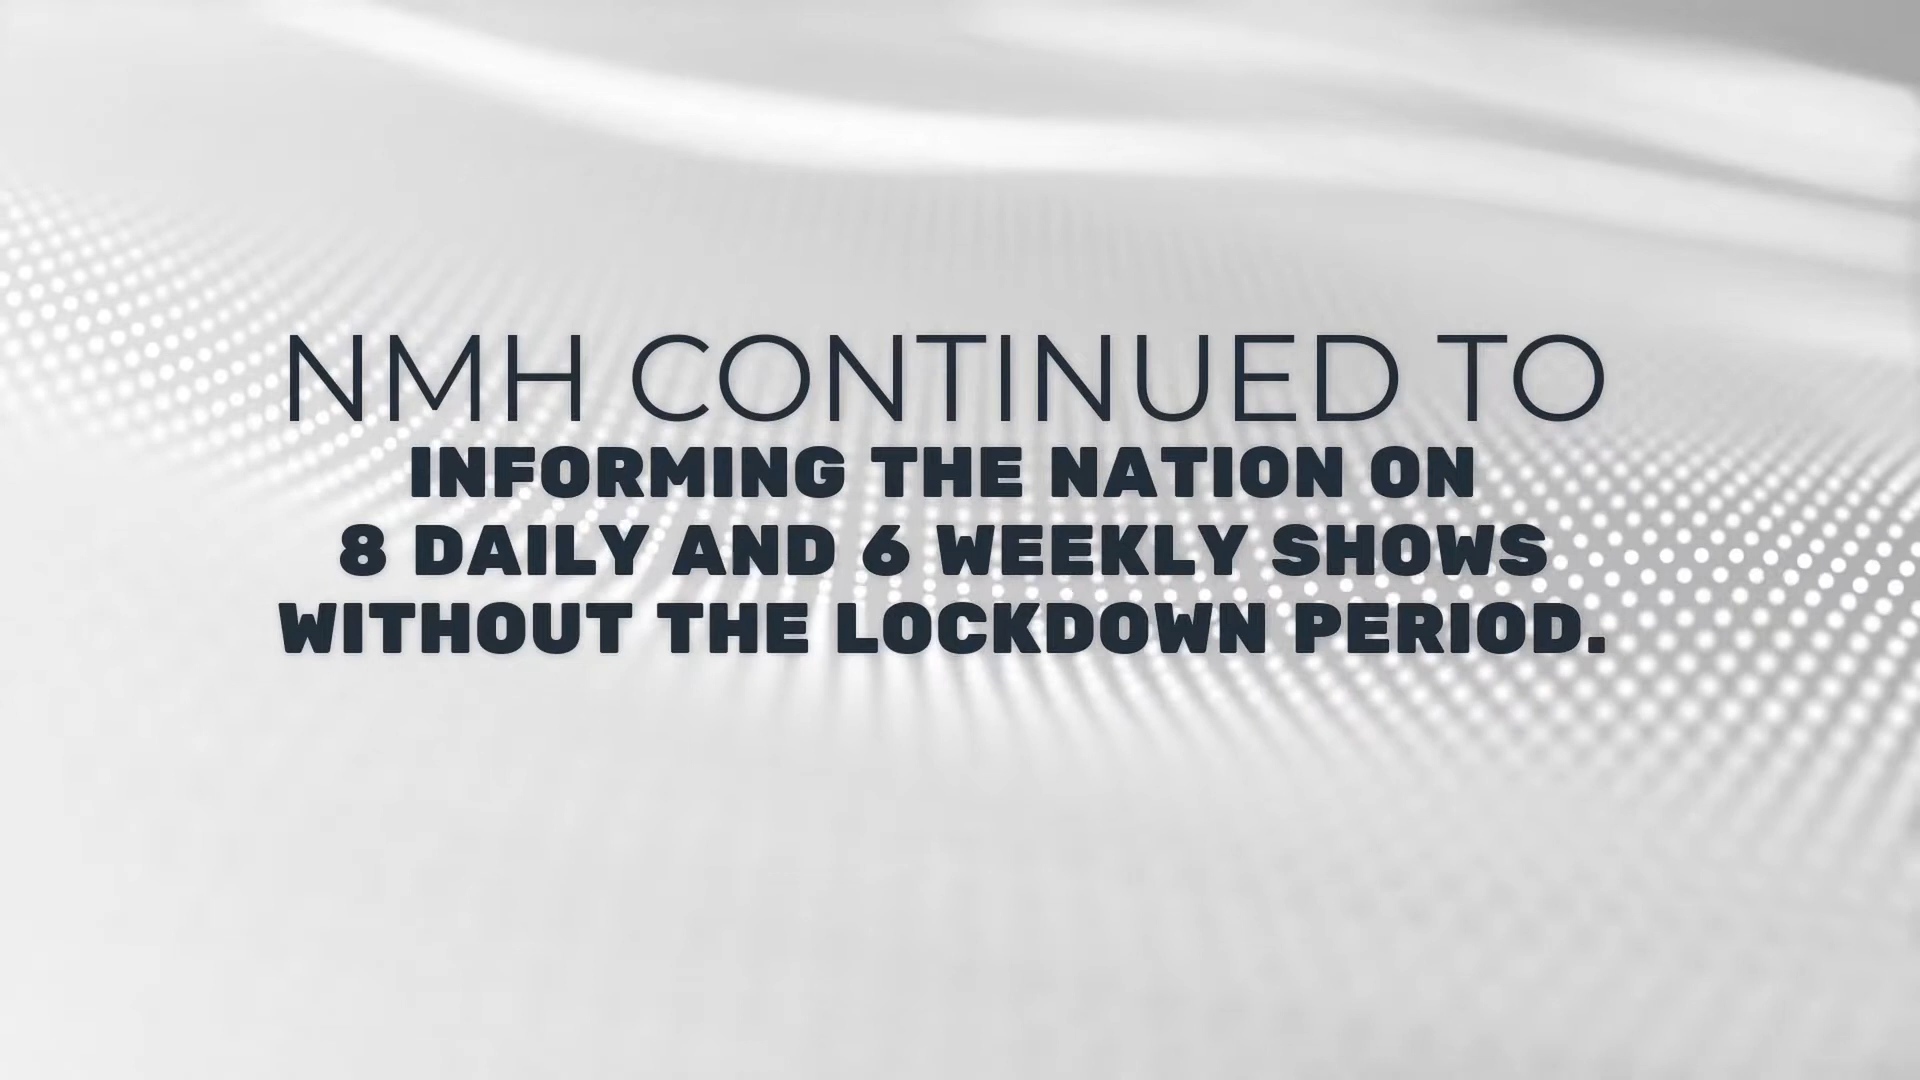 NMH CONTINUED TO
INFORMING THE NATION ON
8 DAILY AND 6 WEEKLY SHOWS
WITHOUT THE LOCKDOWN PERIOD.